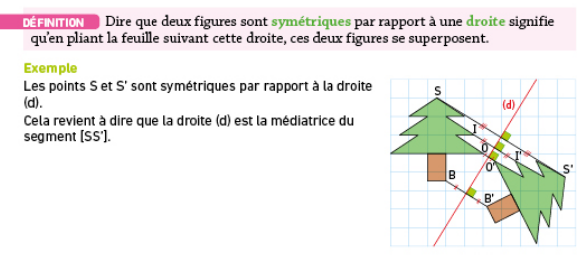 DÉFINITION Dire que deux figures sont symétriques par rapport à une droite signifie
qu'en pliant la feuille suivant cette droite, ces deux figures se superposent.
Exemple
Les points S et S' sont symétriques par rapport à la droite
(d).
Cela revient à dire que la droite (d) est la médiatrice du
segment [SS'].
S
(d)
I
O
I'
O'
S'
B
B'